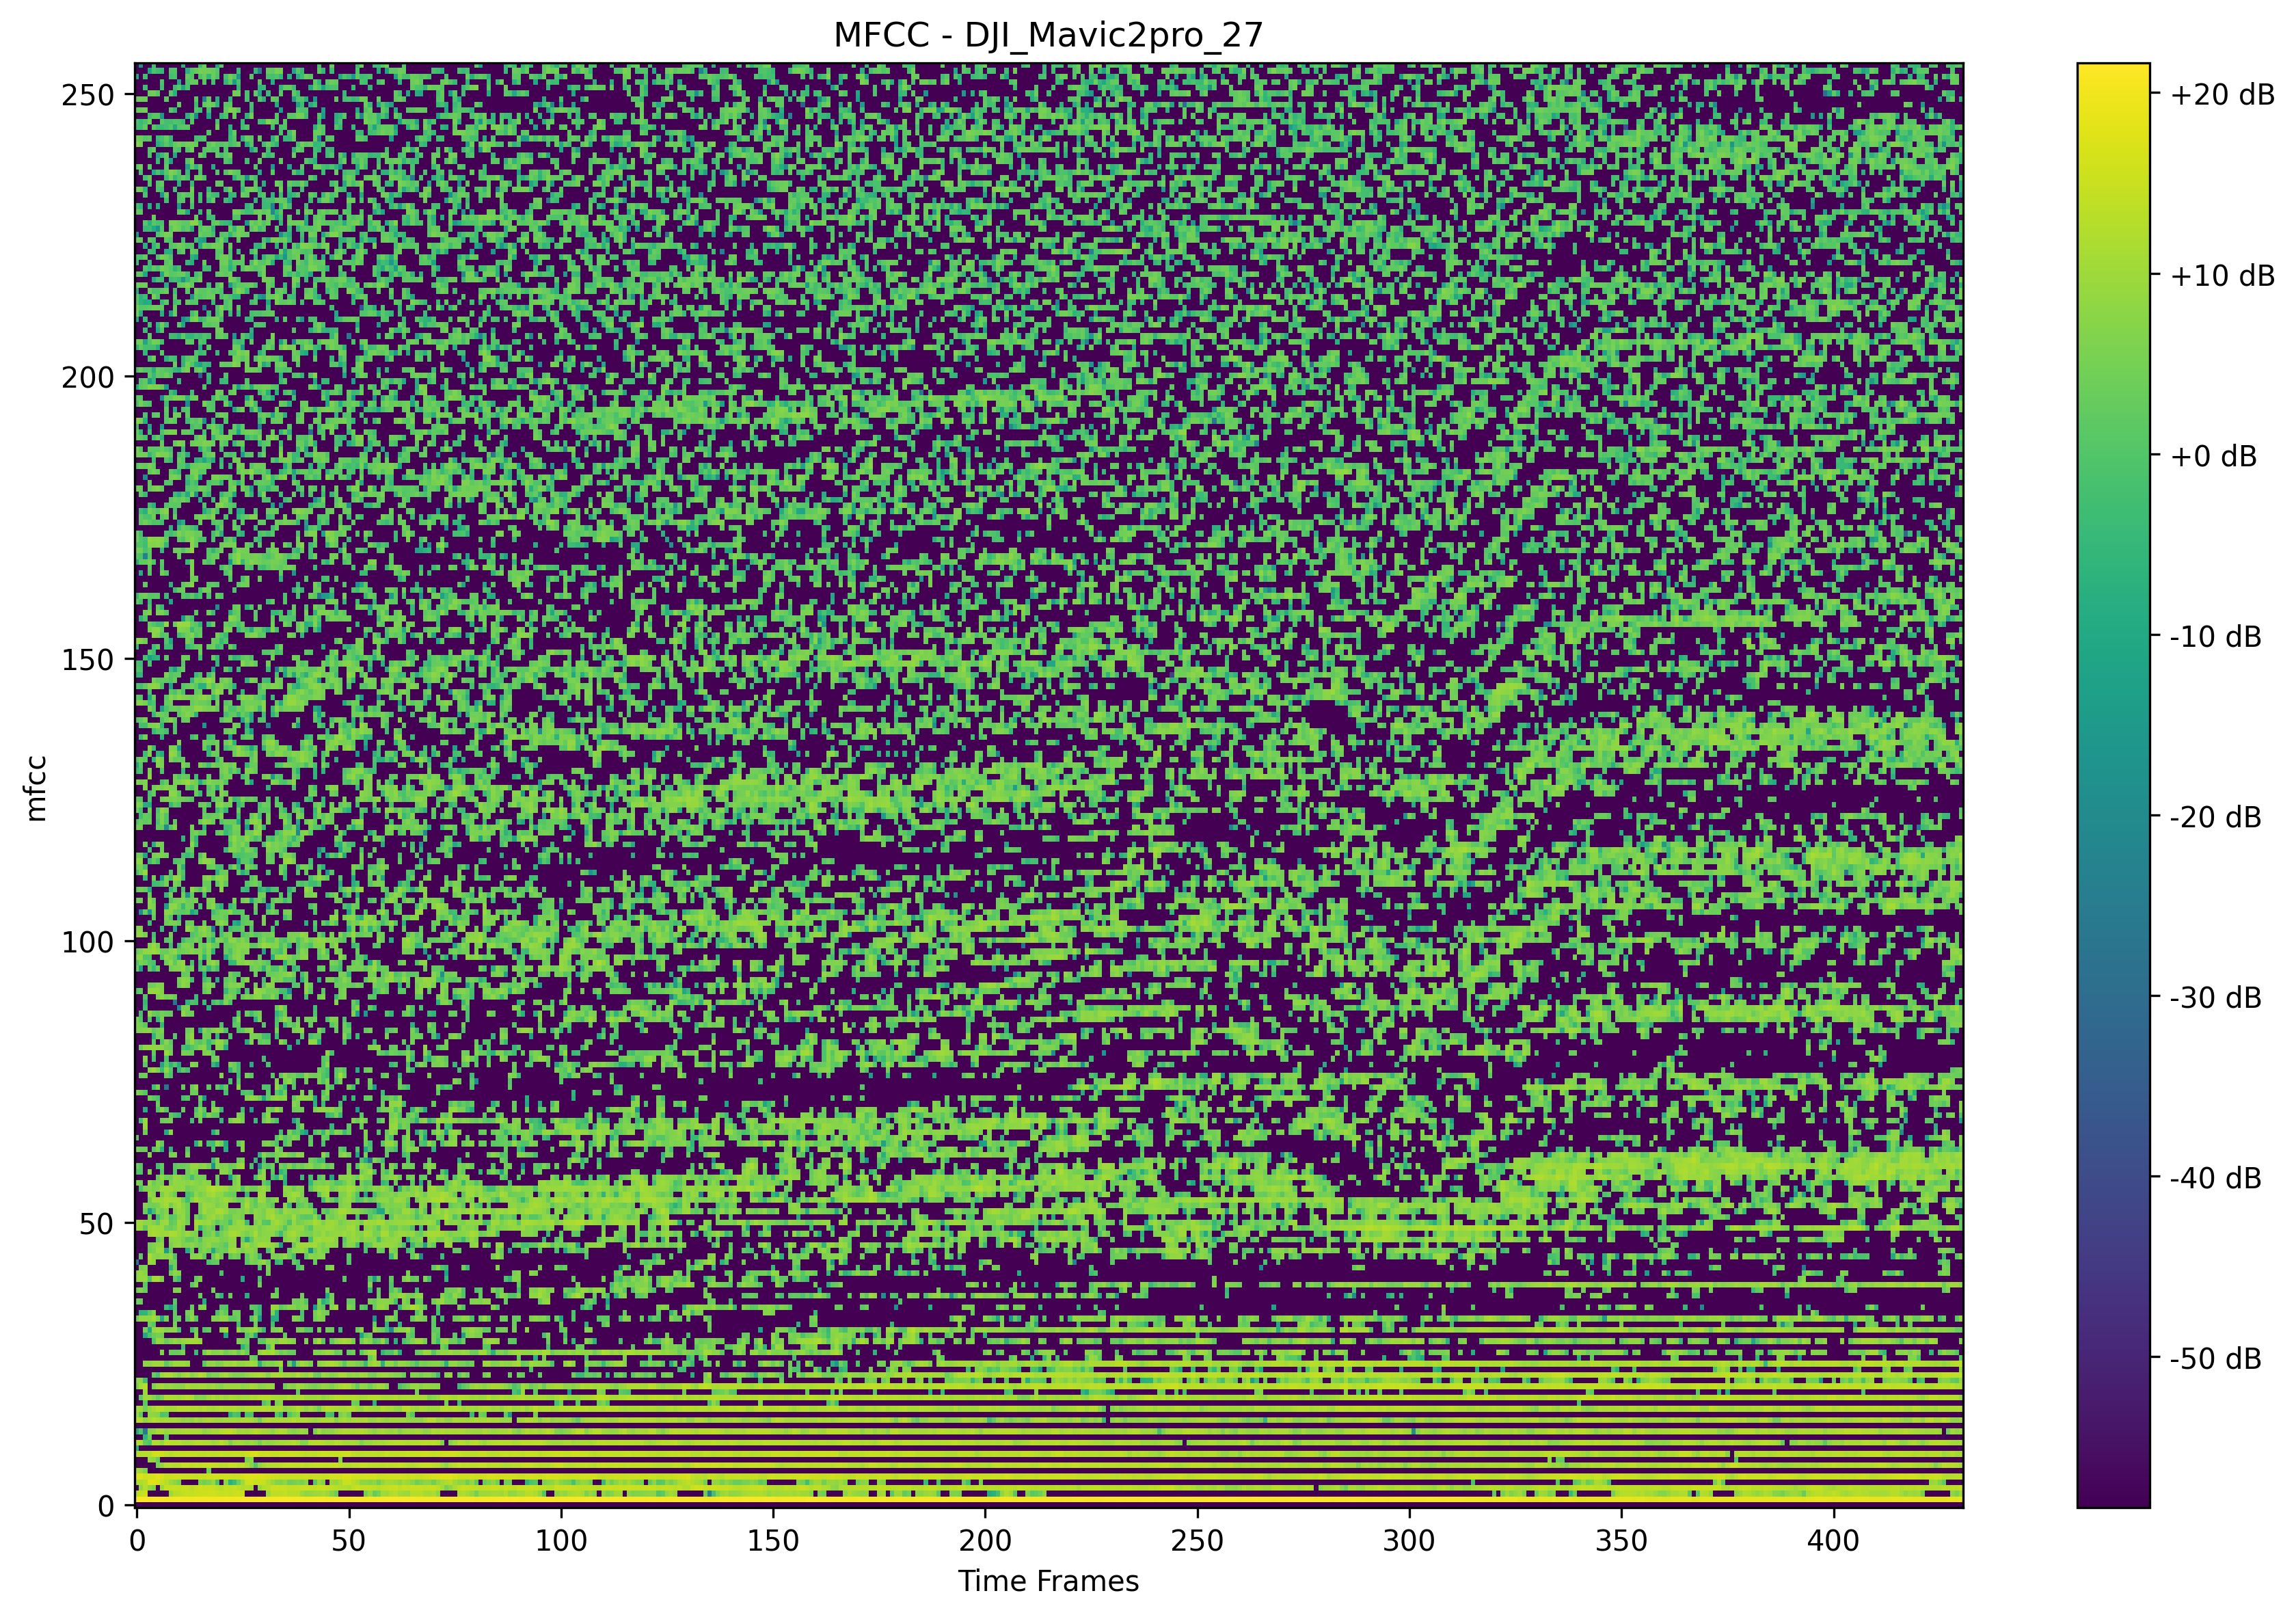 MFCC - DJI_Mavic2pro_27
250
200
150
100
50
0
mfcc
0 50 100 150 200 250 300 350 400
Time Frames
+20 dB
+10 dB
+0 dB
-10 dB
-20 dB
-30 dB
-40 dB
-50 dB